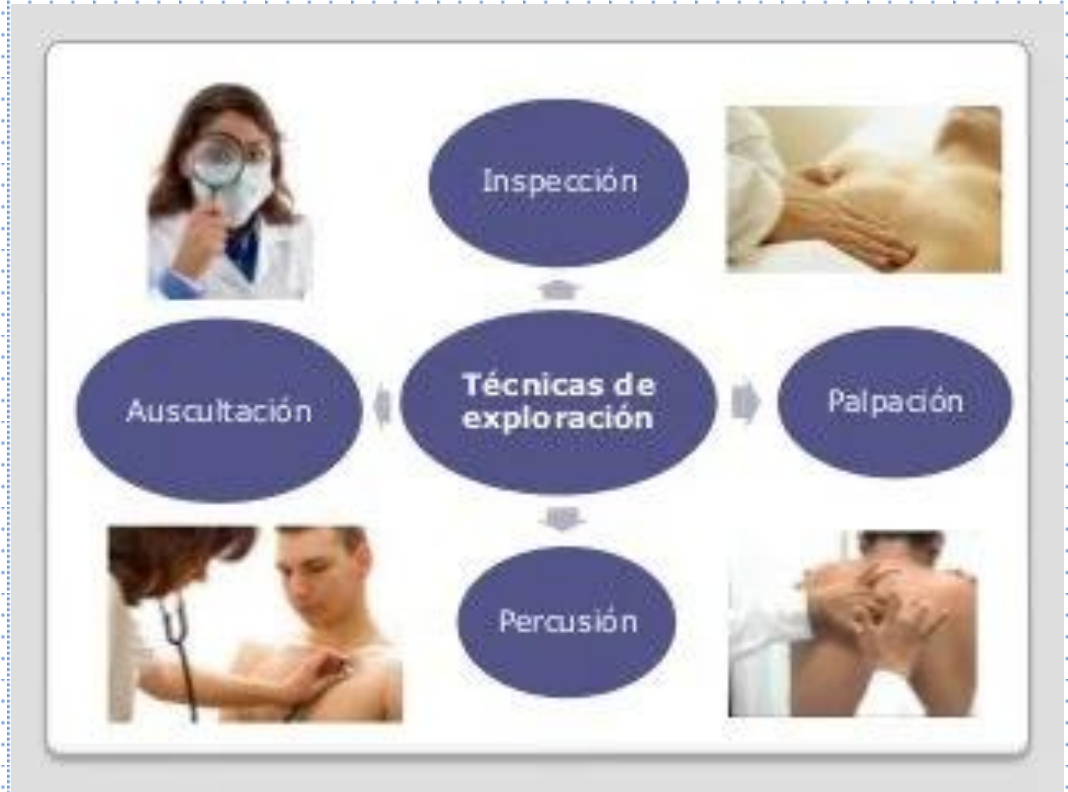 Inspección
Auscultación
Técnicas de
exploración
Palpación
Percusión